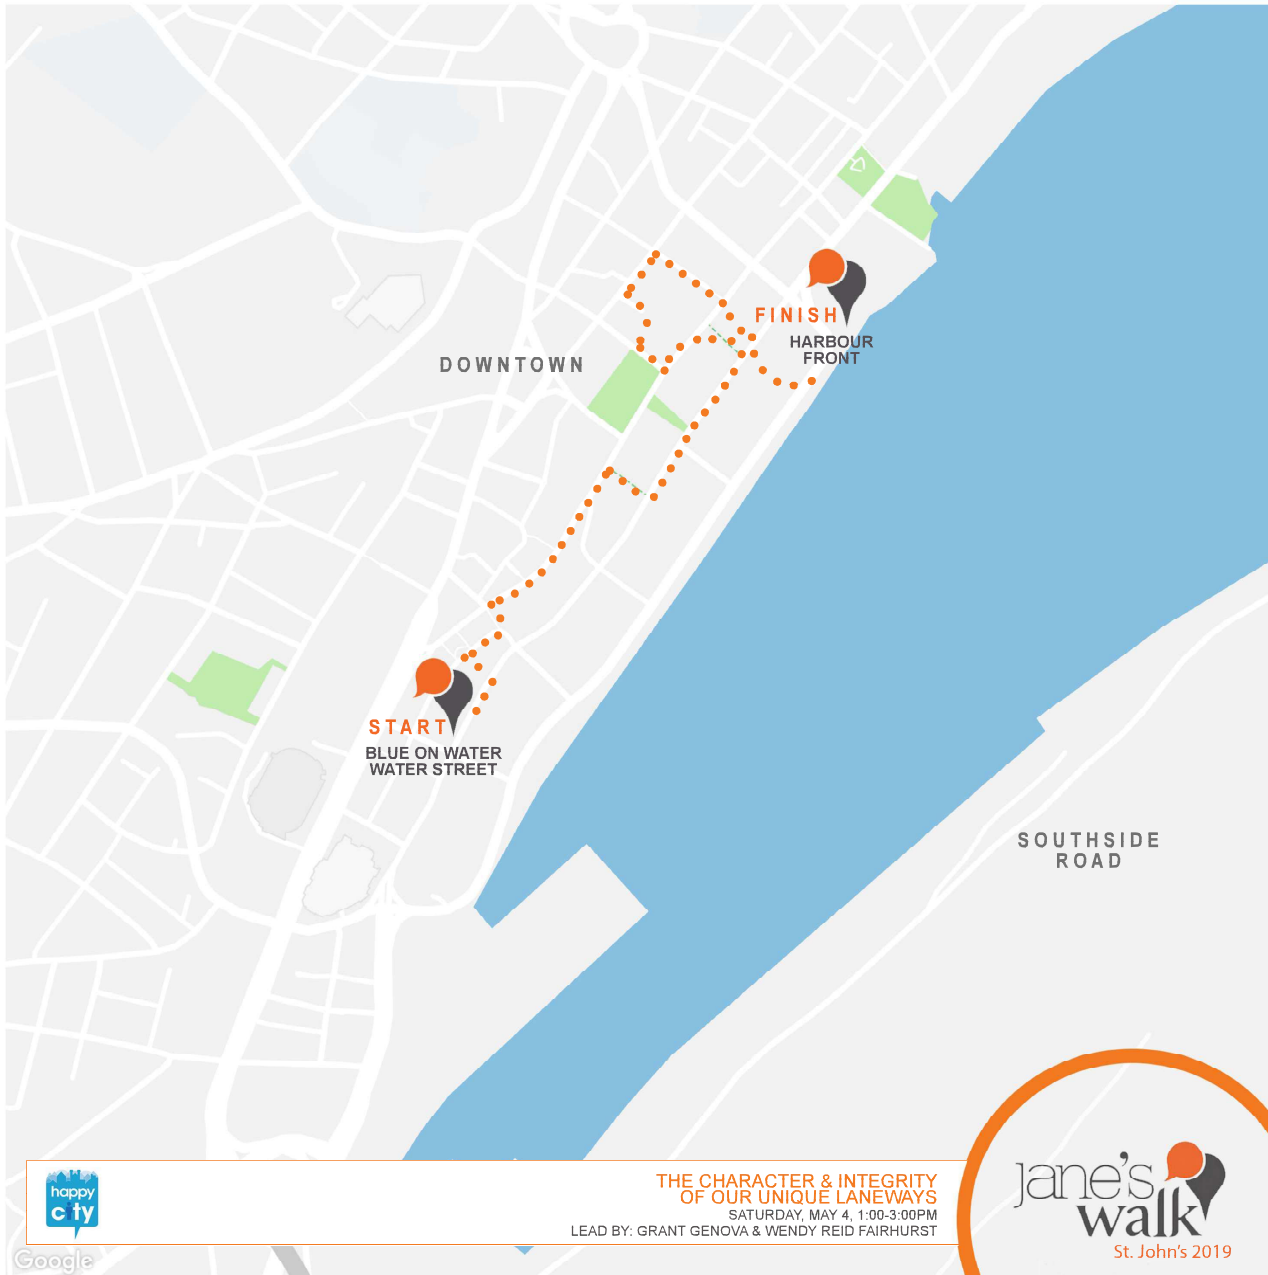 FINISH
HARBOUR
FRONT
DOWNTOWN
START
BLUE ON WATER
WATER STREET
SOUTHSIDE
ROAD
happy
city
THE CHARACTER & INTEGRITY
OF OUR UNIQUE LANEWAYS
SATURDAY, MAY 4, 1:00-3:00PM
LEAD BY: GRANT GENOVA & WENDY REID FAIRHURST
jane's
walk
St. John's 2019
Google